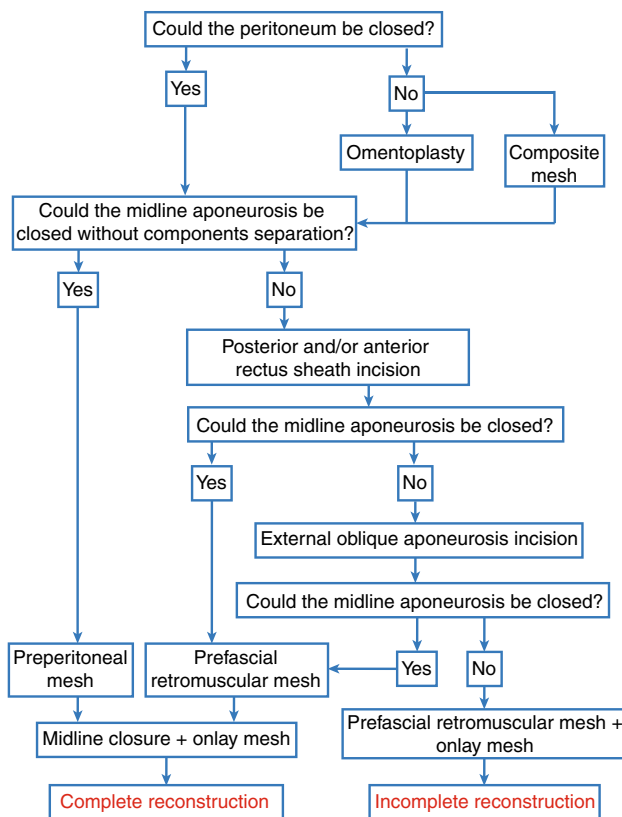 Could the peritoneum be closed?
Yes
No
Omentoplasty
Composite
mesh
Could the midline aponeurosis be
closed without components separation?
Yes
No
Posterior and/or anterior
rectus sheath incision
Could the midline aponeurosis be closed?
Yes
No
External oblique aponeurosis incision
Could the midline aponeurosis be closed?
Preperitoneal
mesh
Prefascial
retromuscular mesh
Yes
No
Midline closure + onlay mesh
Prefascial retromuscular mesh +
onlay mesh
Complete reconstruction
Incomplete reconstruction